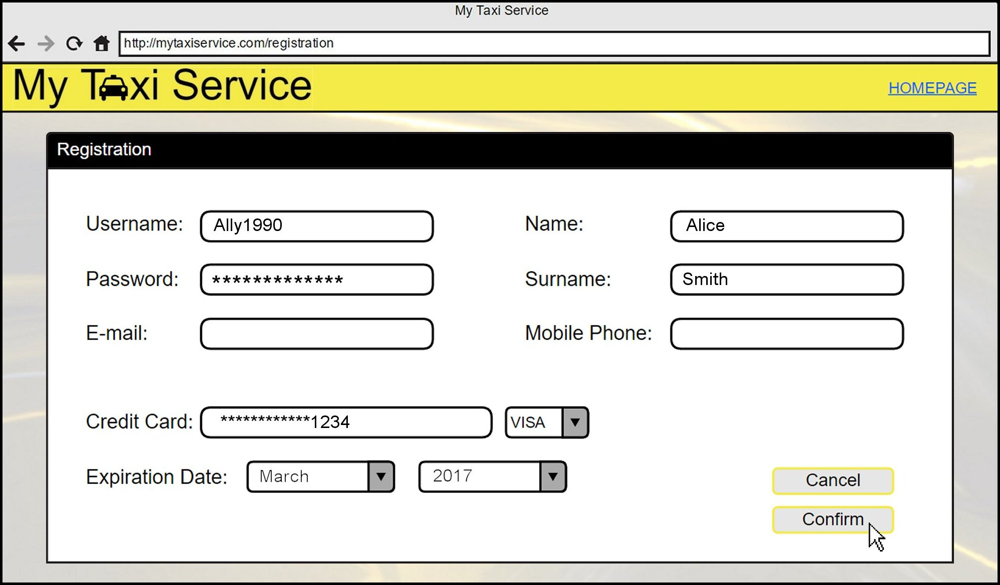 My Taxi Service
http://mytaxiservice.com/registration
My Taxi Service
HOMEPAGE
Registration
Username: Ally1990 Name: Alice
Password: ************* Surname: Smith
E-mail: Mobile Phone:
Credit Card: ************1234 VISA
Expiration Date: March 2017
Cancel
Confirm